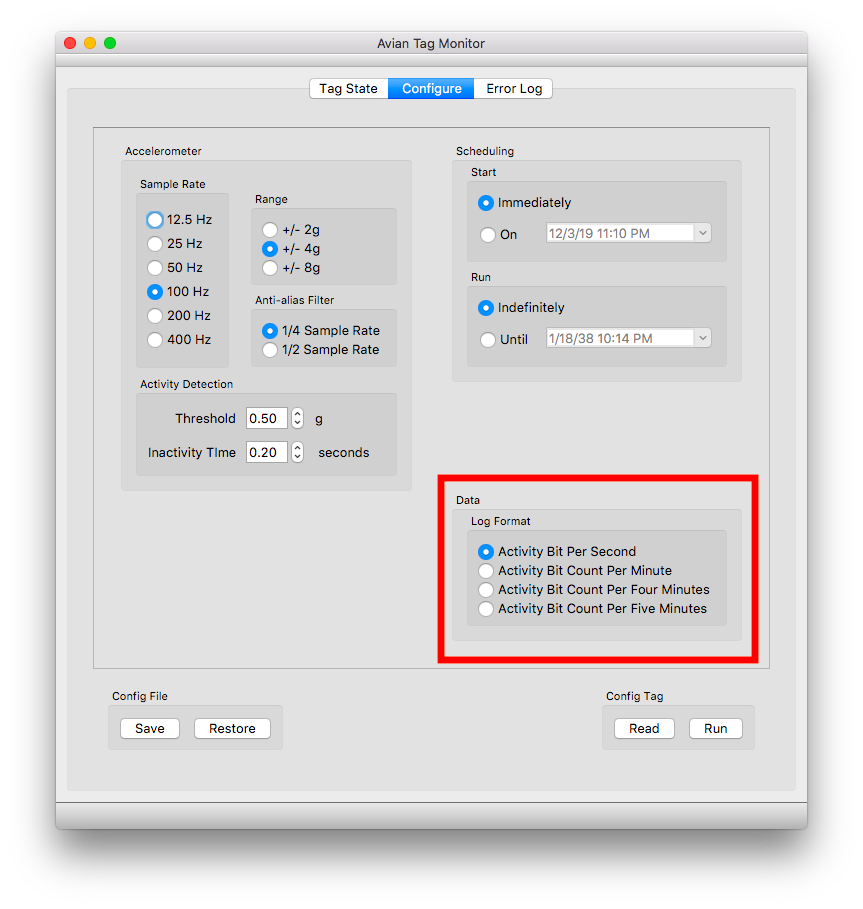 Avian Tag Monitor
Tag State Configure Error Log
Accelerometer
Sample Rate
12.5 Hz
25 Hz
50 Hz
100 Hz
200 Hz
400 Hz
Range
+/- 2g
+/- 4g
+/- 8g
Anti-alias Filter
1/4 Sample Rate
1/2 Sample Rate
Activity Detection
Threshold 0.50 g
Inactivity TIme 0.20 seconds
Scheduling
Start
Immediately
On 12/3/19 11:10 PM
Run
Indefinitely
Until 1/18/38 10:14 PM
Data
Log Format
Activity Bit Per Second
Activity Bit Count Per Minute
Activity Bit Count Per Four Minutes
Activity Bit Count Per Five Minutes
Config File
Save Restore
Config Tag
Read Run